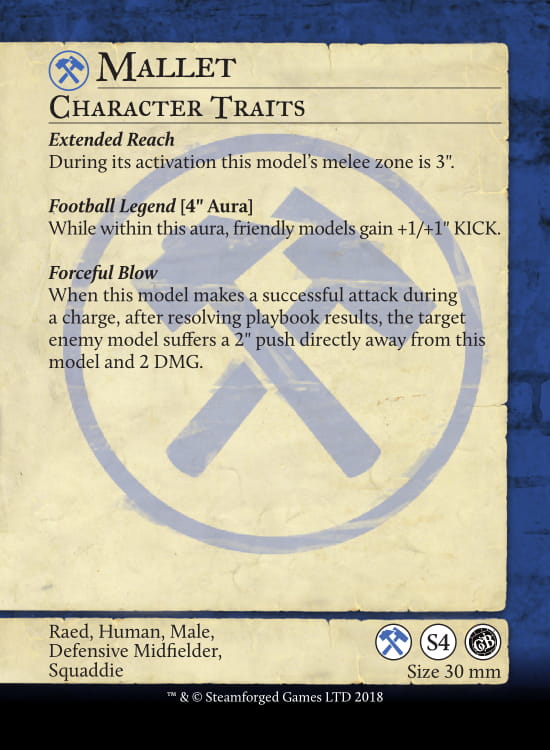 Mallet
Character Traits
Extended Reach
During its activation this model's melee zone is 3".
Football Legend [4" Aura]
While within this aura, friendly models gain +1/+1" KICK.
Forceful Blow
When this model makes a successful attack during
a charge, after resolving playbook results, the target
enemy model suffers a 2" push directly away from this
model and 2 DMG.
Raed, Human, Male,
Defensive Midfielder,
Squaddie
S4
GB
Size 30 mm
™ & © Steamforged Games LTD 2018